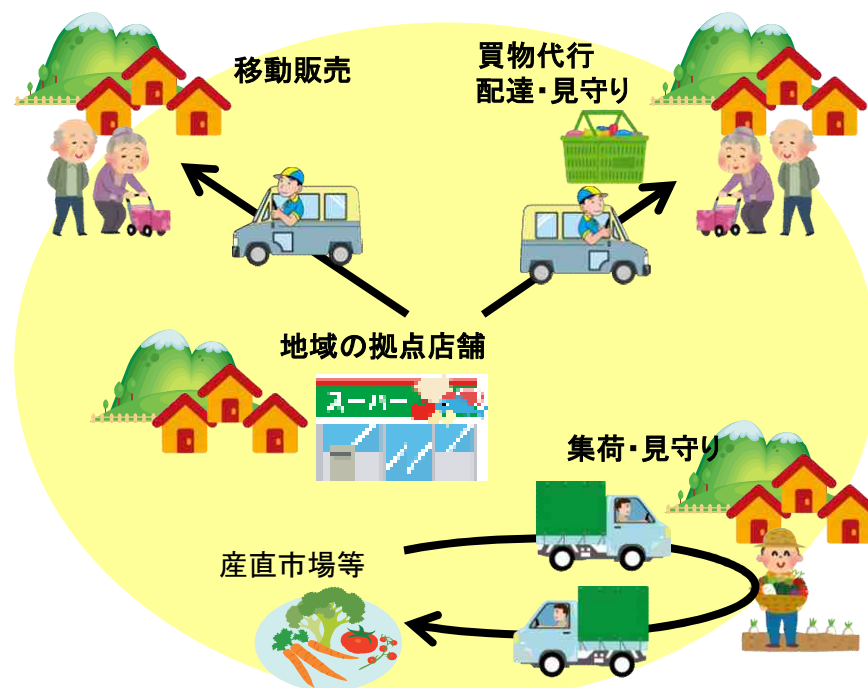 移動販売
買物代行
配達・見守り
地域の拠点店舗
スーパー
集荷・見守り
産直市場等